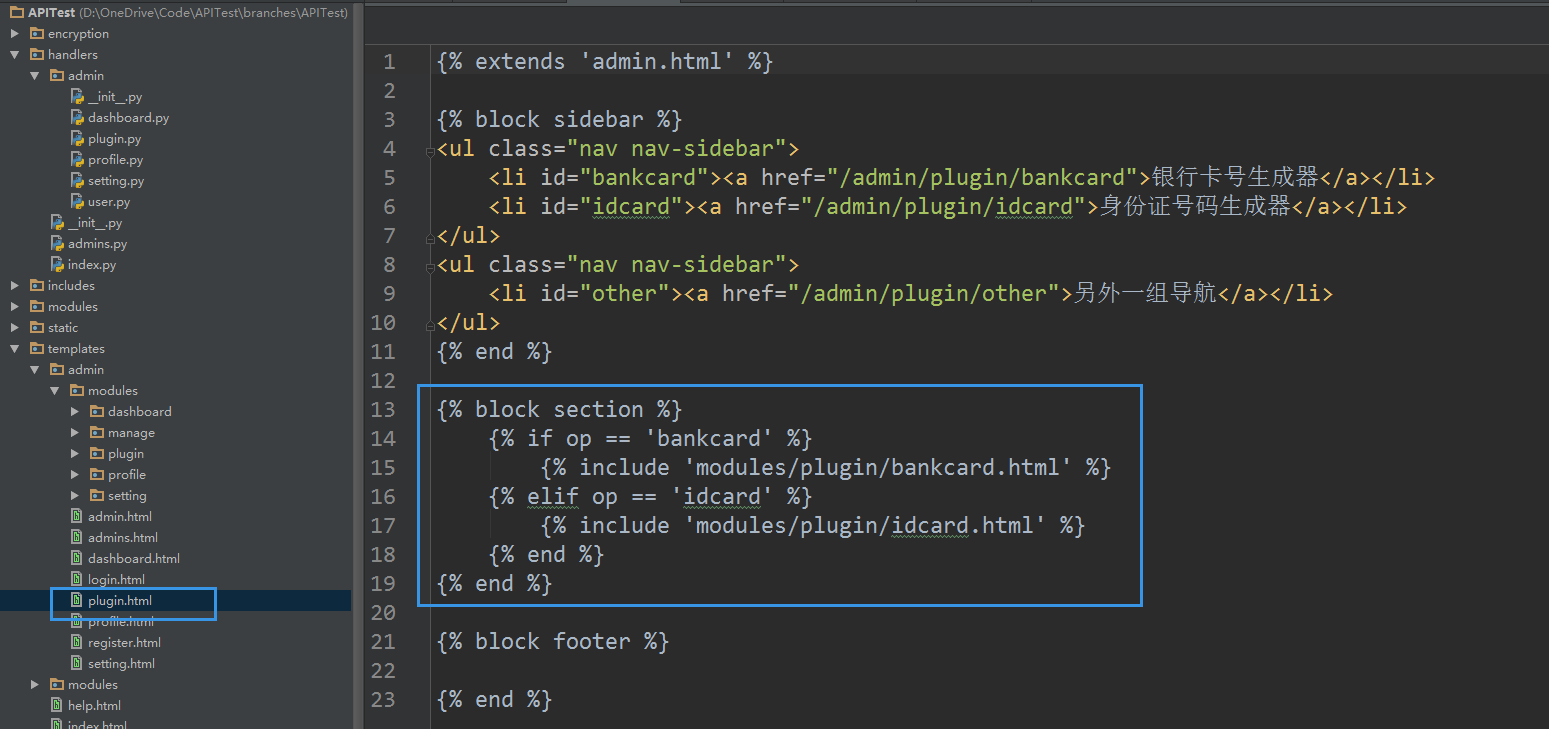 APITest (D:\OneDrive\Code\APITest\branches\APITest)
encryption
handlers
admin
__init__.py
dashboard.py
plugin.py
profile.py
setting.py
user.py
__init__.py
admins.py
index.py
includes
modules
static
templates
admin
modules
dashboard
manage
plugin
profile
setting
admin.html
admins.html
dashboard.html
login.html
plugin.html
profile.html
register.html
setting.html
modules
help.html
index.html
1 {% extends 'admin.html' %}
2
3 {% block sidebar %}
4 <ul class="nav nav-sidebar">
5 <li id="bankcard"><a href="/admin/plugin/bankcard">银行卡号生成器</a></li>
6 <li id="idcard"><a href="/admin/plugin/idcard">身份证号码生成器</a></li>
7 </ul>
8 <ul class="nav nav-sidebar">
9 <li id="other"><a href="/admin/plugin/other">另外一组导航</a></li>
10 </ul>
11 {% end %}
12
13 {% block section %}
14 {% if op == 'bankcard' %}
15 {% include 'modules/plugin/bankcard.html' %}
16 {% elif op == 'idcard' %}
17 {% include 'modules/plugin/idcard.html' %}
18 {% end %}
19 {% end %}
20
21 {% block footer %}
22
23 {% end %}